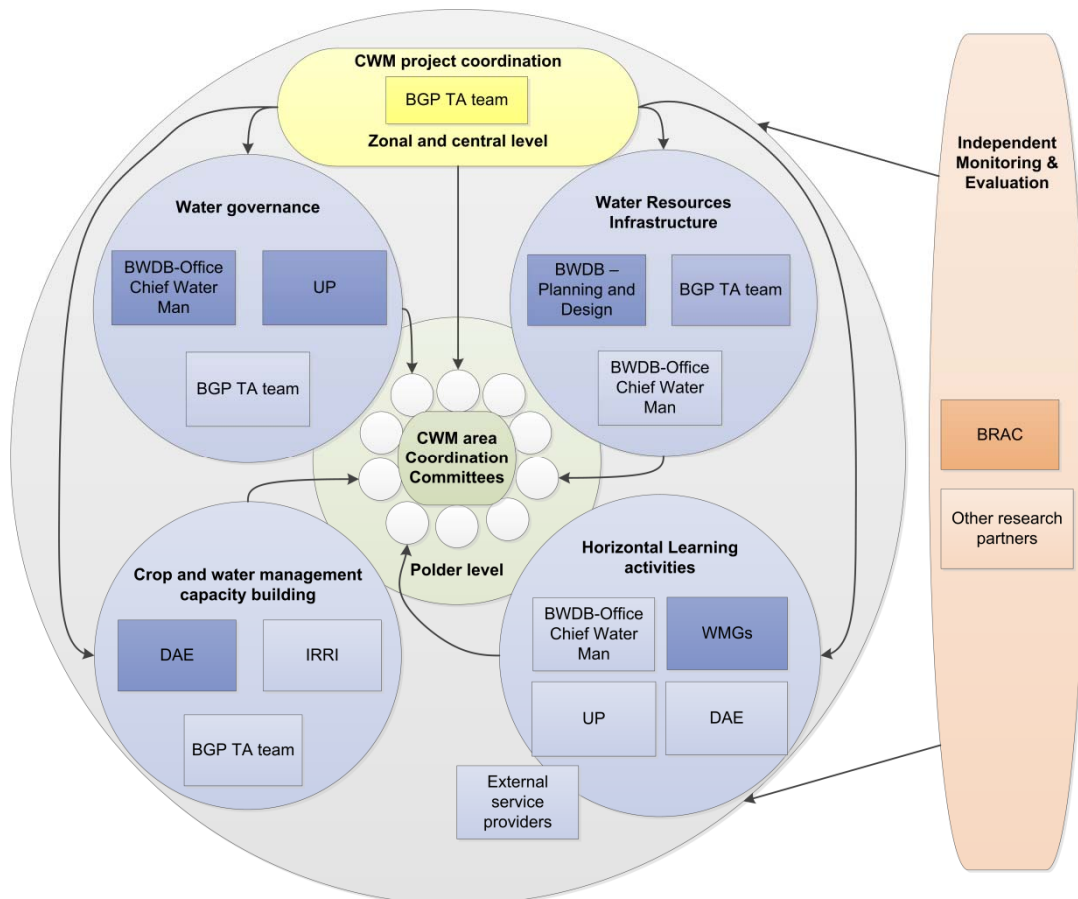 CWM project coordination
BGP TA team
Zonal and central level
Independent
Monitoring &
Evaluation
Water governance
BWDB-Office
Chief Water
Man
UP
BGP TA team
Water Resources
Infrastructure
BWDB –
Planning and
Design
BGP TA team
BWDB-Office
Chief Water
Man
CWM area
Coordination
Committees
Polder level
BRAC
Other research
partners
Crop and water management
capacity building
DAE
IRRI
BGP TA team
Horizontal Learning
activities
BWDB-Office
Chief Water
Man
WMGs
UP
DAE
External
service
providers